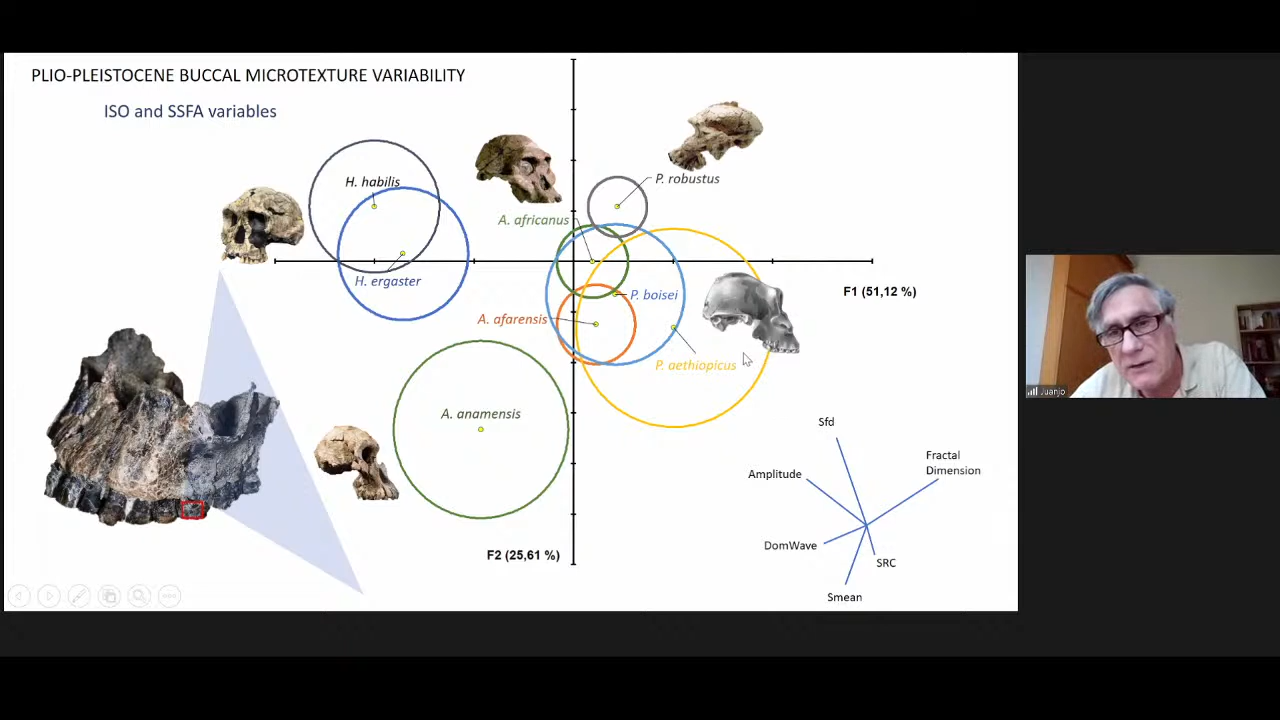 PLIO-PLEISTOCENE BUCCAL MICROTEXTURE VARIABILITY
ISO and SSFA variables
H. habilis
P. robustus
A. africanus
H. ergaster
F1 (51,12 %)
P. boisei
A. afarensis
P. aethiopicus
A. anamensis
Sfd
Fractal
Dimension
Amplitude
DomWave
SRC
Smean
F2 (25,61 %)
Juanjo